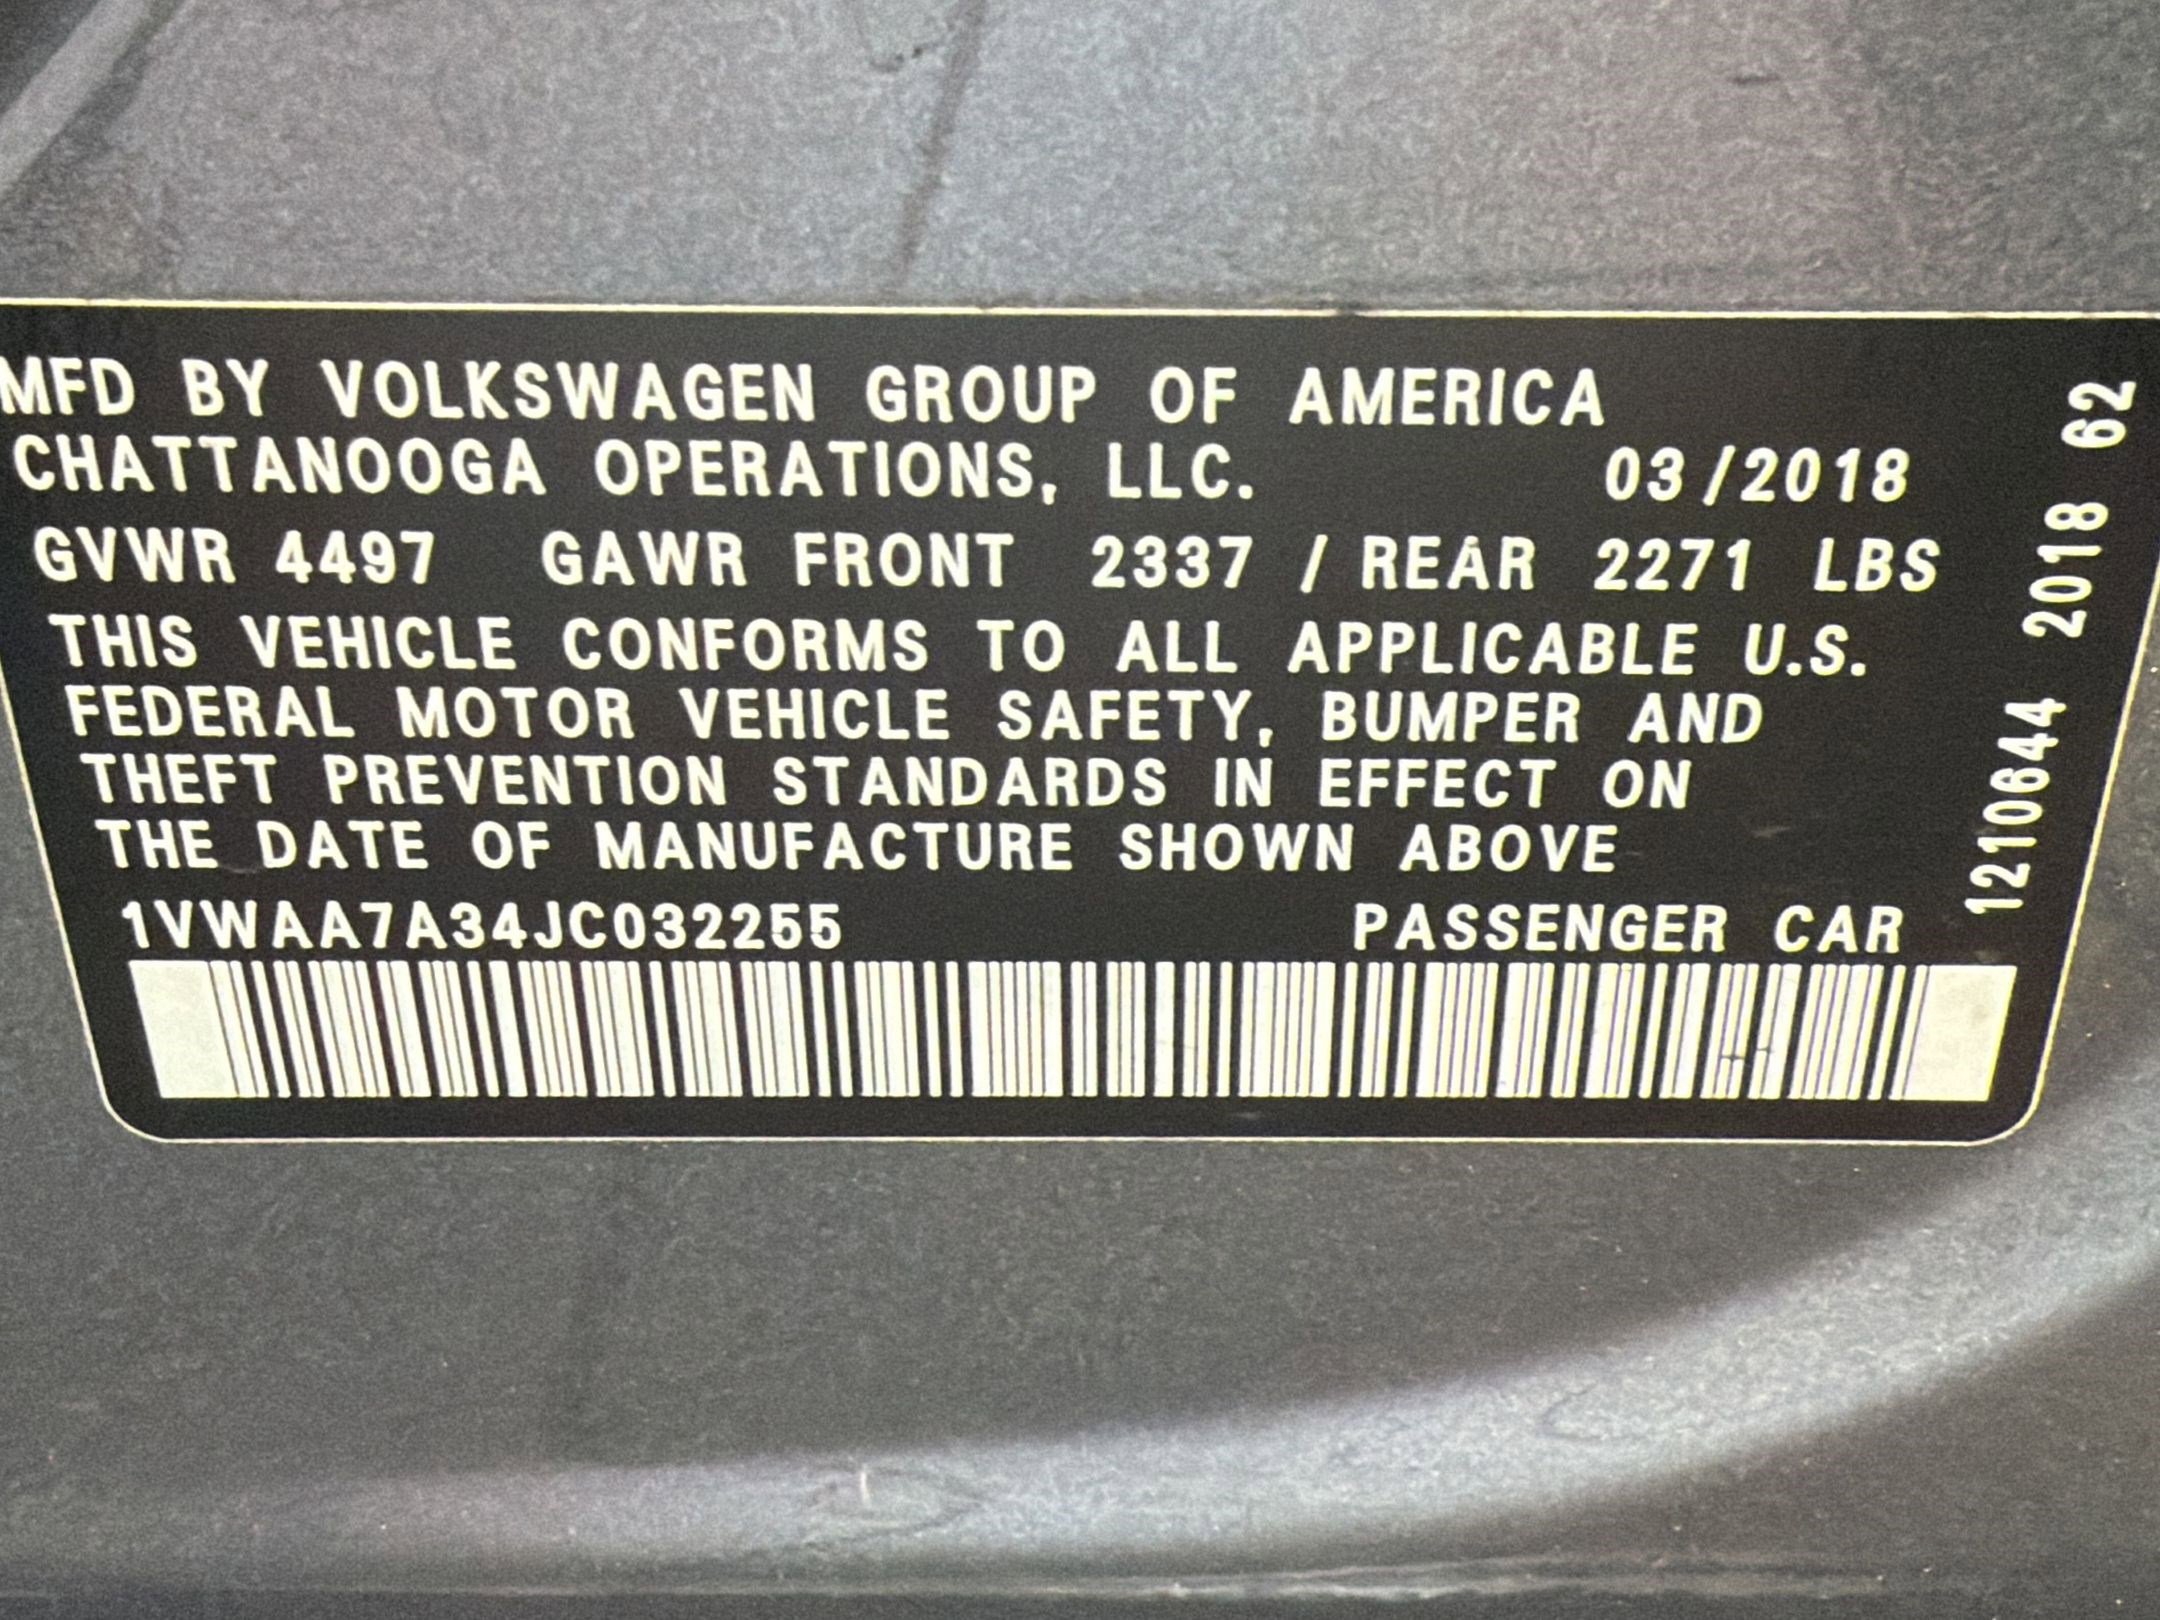 MFD BY VOLKSWAGEN GROUP OF AMERICA
CHATTANOOGA OPERATIONS, LLC. 03/2018
GVWR 4497 GAWR FRONT 2337 / REAR 2271 LBS
THIS VEHICLE CONFORMS TO ALL APPLICABLE U.S.
FEDERAL MOTOR VEHICLE SAFETY, BUMPER AND
THEFT PREVENTION STANDARDS IN EFFECT ON
THE DATE OF MANUFACTURE SHOWN ABOVE
1VWAA7A34JC032255 PASSENGER CAR
1210644 2018 62